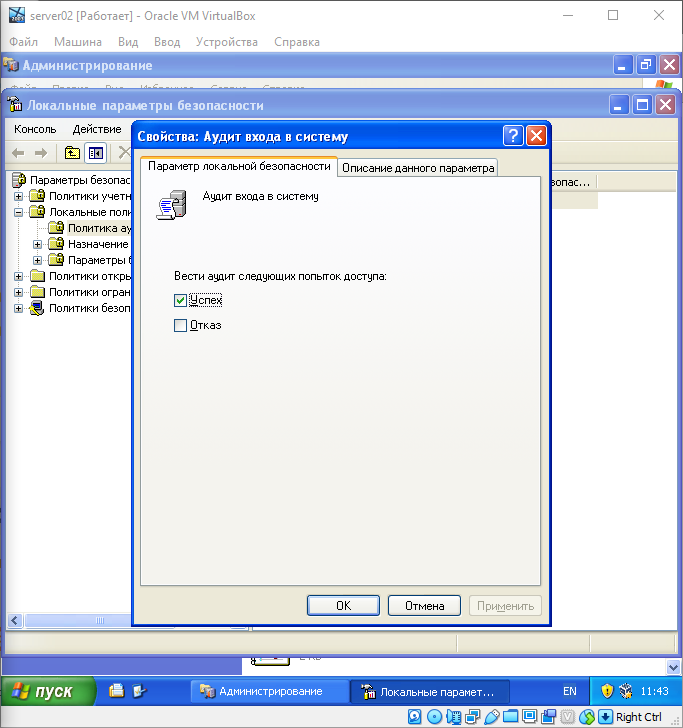 server02 [Работает] - Oracle VM VirtualBox
Файл Машина Вид Ввод Устройства Справка
Администрирование
Локальные параметры безопасности
Консоль Действие
Свойства: Аудит входа в систему
Параметр локальной безопасности
Описание данного параметра
Аудит входа в систему
Вести аудит следующих попыток доступа:
Успех
Отказ
ОК
Отмена
Применить
Параметры безопас
Политики учетн
Локальные поли
Политика ау
Назначение
Параметры б
Политики откры
Политики огран
Политики безоп
опас...
пуск
Администрирование
Локальные парамет...
EN
11:43
Right Ctrl